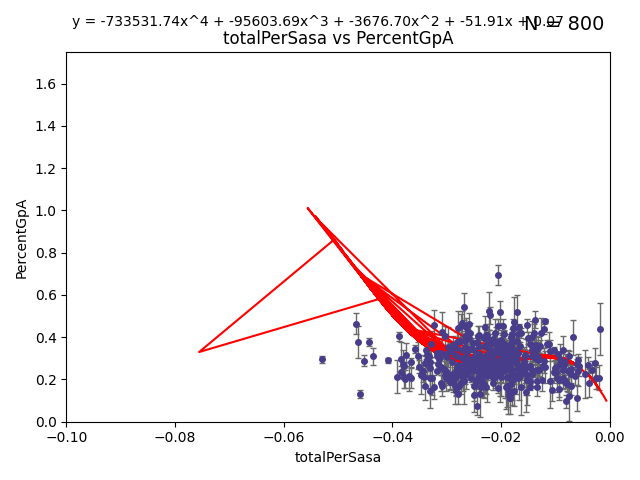 y = -733531.74x^4 + -95603.69x^3 + -3676.70x^2 + -51.91x + 0.07
N = 800
totalPerSasa vs PercentGpA
1.6
1.4
1.2
1.0
0.8
0.6
0.4
0.2
0.0
PercentGpA
−0.10 −0.08 −0.06 −0.04 −0.02 0.00
totalPerSasa